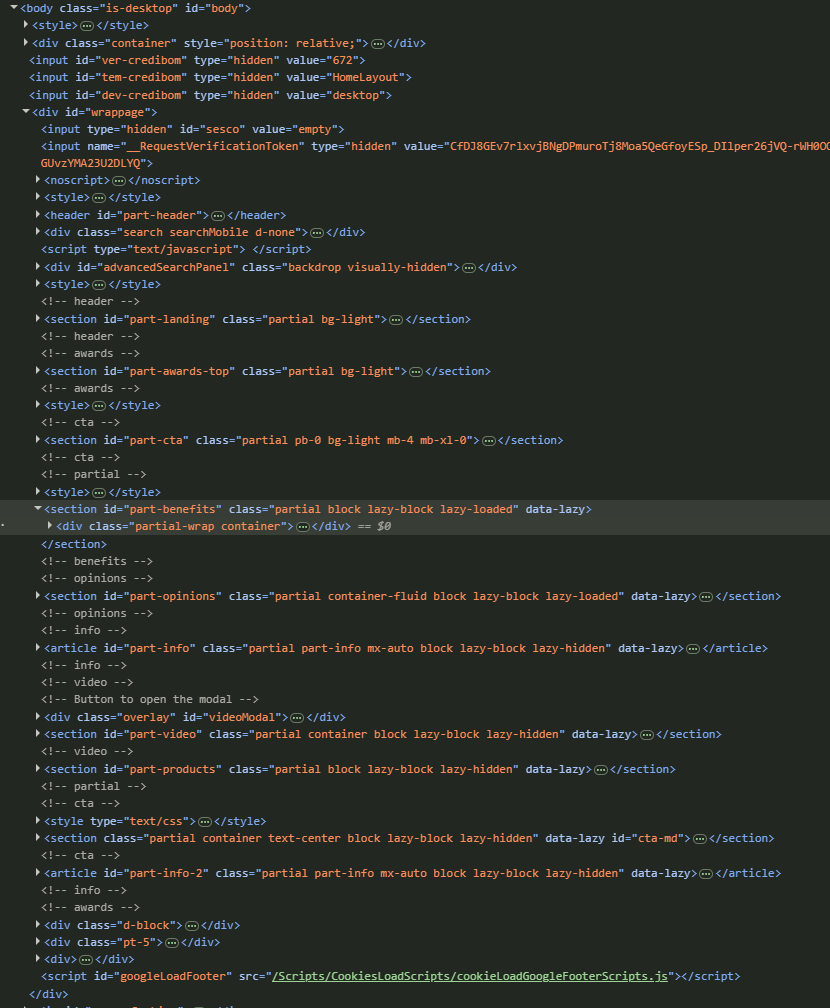 <body class="is-desktop" id="body">
<style> ⋯ </style>
<div class="container" style="position: relative;"> ⋯ </div>
<input id="ver-credibom" type="hidden" value="672">
<input id="tem-credibom" type="hidden" value="HomeLayout">
<input id="dev-credibom" type="hidden" value="desktop">
<div id="wrappage">
<input type="hidden" id="sesco" value="empty">
<input name="__RequestVerificationToken" type="hidden" value="CfDJ8GEv7rlxvjBNgDPmuroTj8Moa5QeGfoyESp_DIlper26jVQ-rWH0OO
GUvzYMA23U2DLYQ">
<noscript> ⋯ </noscript>
<style> ⋯ </style>
<header id="part-header"> ⋯ </header>
<div class="search searchMobile d-none"> ⋯ </div>
<script type="text/javascript"> </script>
<div id="advancedSearchPanel" class="backdrop visually-hidden"> ⋯ </div>
<style> ⋯ </style>
<!-- header -->
<section id="part-landing" class="partial bg-light"> ⋯ </section>
<!-- header -->
<!-- awards -->
<section id="part-awards-top" class="partial bg-light"> ⋯ </section>
<!-- awards -->
<style> ⋯ </style>
<!-- cta -->
<section id="part-cta" class="partial pb-0 bg-light mb-4 mb-xl-0"> ⋯ </section>
<!-- cta -->
<!-- partial -->
<style> ⋯ </style>
<section id="part-benefits" class="partial block lazy-block lazy-loaded" data-lazy>
<div class="partial-wrap container"> ⋯ </div> == $0
</section>
<!-- benefits -->
<!-- opinions -->
<section id="part-opinions" class="partial container-fluid block lazy-block lazy-loaded" data-lazy> ⋯ </section>
<!-- opinions -->
<!-- info -->
<article id="part-info" class="partial part-info mx-auto block lazy-block lazy-hidden" data-lazy> ⋯ </article>
<!-- info -->
<!-- video -->
<!-- Button to open the modal -->
<div class="overlay" id="videoModal"> ⋯ </div>
<section id="part-video" class="partial container block lazy-block lazy-hidden" data-lazy> ⋯ </section>
<!-- video -->
<section id="part-products" class="partial block lazy-block lazy-hidden" data-lazy> ⋯ </section>
<!-- partial -->
<!-- cta -->
<style type="text/css"> ⋯ </style>
<section class="partial container text-center block lazy-block lazy-hidden" data-lazy id="cta-md"> ⋯ </section>
<!-- cta -->
<article id="part-info-2" class="partial part-info mx-auto block lazy-block lazy-hidden" data-lazy> ⋯ </article>
<!-- info -->
<!-- awards -->
<div class="d-block"> ⋯ </div>
<div class="pt-5"> ⋯ </div>
<div> ⋯ </div>
<script id="googleLoadFooter" src="/Scripts/CookiesLoadScripts/cookieLoadGoogleFooterScripts.js"></script>
</div>